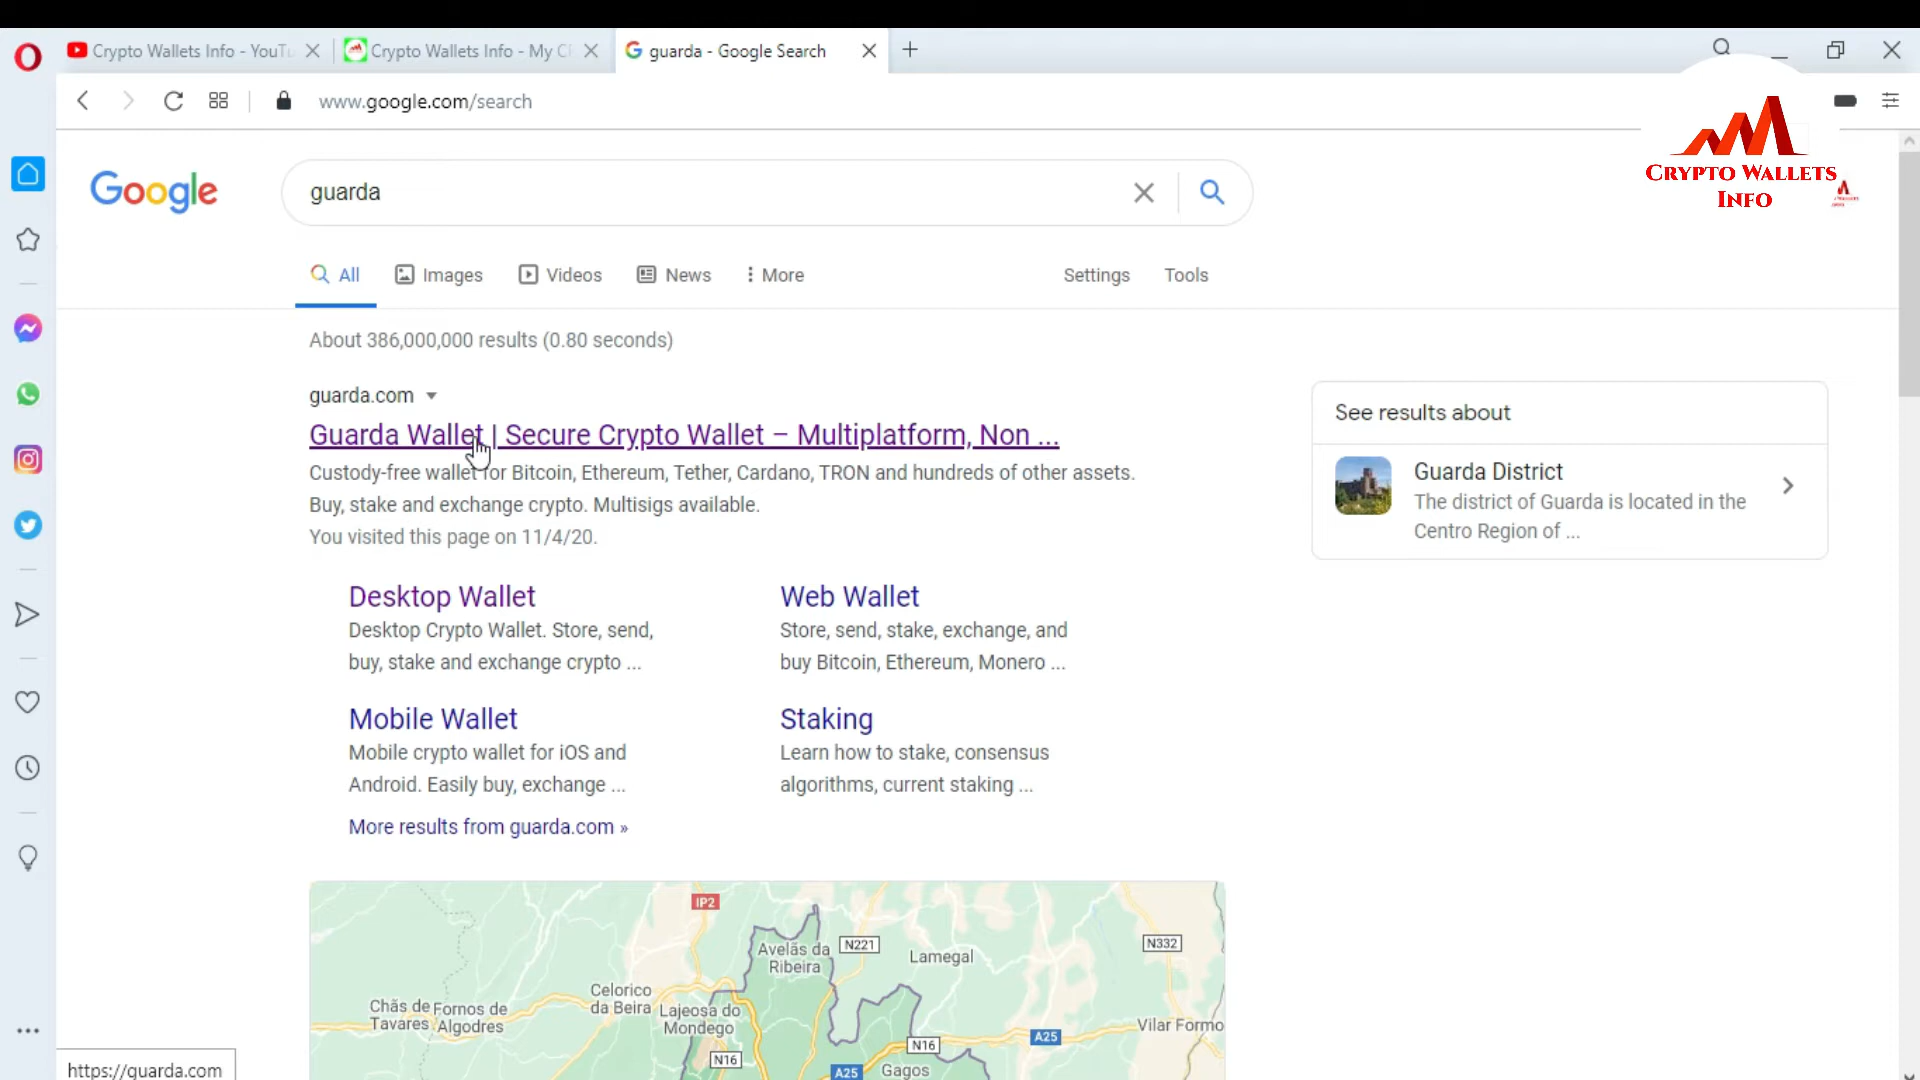 Crypto Wallets Info - YouTu
Crypto Wallets Info - My C
guarda - Google Search
www.google.com/search
CRYPTO WALLETS
INFO
Google
guarda
All
Images
Videos
News
More
Settings
Tools
About 386,000,000 results (0.80 seconds)
guarda.com
Guarda Wallet | Secure Crypto Wallet – Multiplatform, Non ...
Custody-free wallet for Bitcoin, Ethereum, Tether, Cardano, TRON and hundreds of other assets.
Buy, stake and exchange crypto. Multisigs available.
You visited this page on 11/4/20.
Desktop Wallet
Desktop Crypto Wallet. Store, send,
buy, stake and exchange crypto ...
Web Wallet
Store, send, stake, exchange, and
buy Bitcoin, Ethereum, Monero ...
Mobile Wallet
Mobile crypto wallet for iOS and
Android. Easily buy, exchange ...
Staking
Learn how to stake, consensus
algorithms, current staking ...
More results from guarda.com »
See results about
Guarda District
The district of Guarda is located in the
Centro Region of ...
IP2
Avelãs da
Ribeira
N221
Lamegal
N332
Celorico
da Beira
Chãs de
Tavares
Fornos de
Algodres
Lajeosa do
Mondego
Vilar Formo
A25
N16
N16
A25
Gagos
https://guarda.com